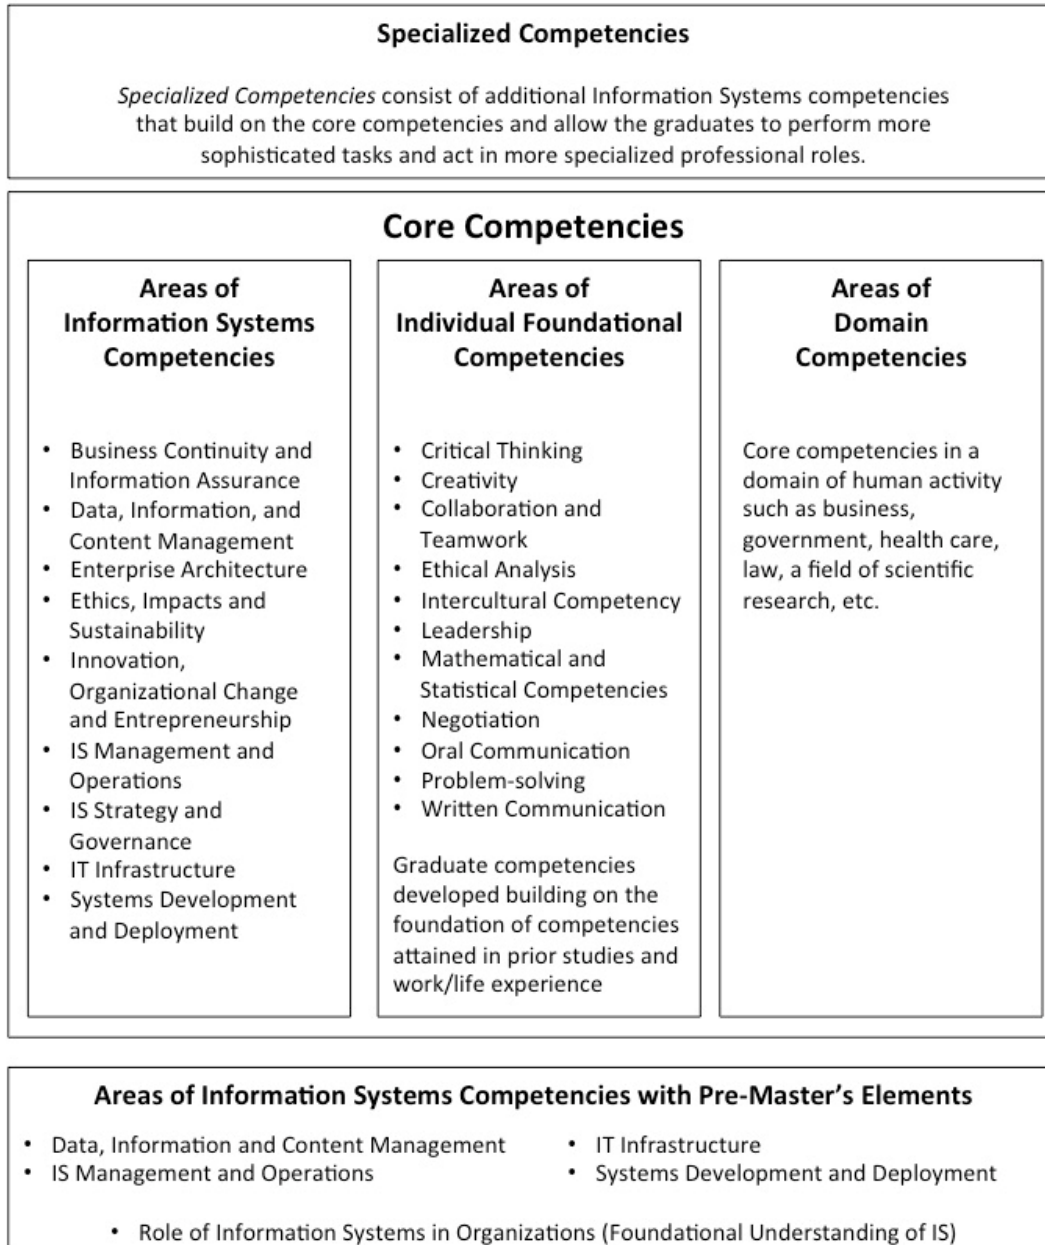 Specialized Competencies
Specialized Competencies consist of additional Information Systems competencies
that build on the core competencies and allow the graduates to perform more
sophisticated tasks and act in more specialized professional roles.
Core Competencies
Areas of
Information Systems
Competencies
• Business Continuity and
Information Assurance
• Data, Information, and
Content Management
• Enterprise Architecture
• Ethics, Impacts and
Sustainability
• Innovation,
Organizational Change
and Entrepreneurship
• IS Management and
Operations
• IS Strategy and
Governance
• IT Infrastructure
• Systems Development
and Deployment
Areas of
Individual Foundational
Competencies
• Critical Thinking
• Creativity
• Collaboration and
Teamwork
• Ethical Analysis
• Intercultural Competency
• Leadership
• Mathematical and
Statistical Competencies
• Negotiation
• Oral Communication
• Problem-solving
• Written Communication
Graduate competencies
developed building on the
foundation of competencies
attained in prior studies and
work/life experience
Areas of
Domain
Competencies
Core competencies in a
domain of human activity
such as business,
government, health care,
law, a field of scientific
research, etc.
Areas of Information Systems Competencies with Pre-Master's Elements
• Data, Information and Content Management
• IS Management and Operations
• IT Infrastructure
• Systems Development and Deployment
• Role of Information Systems in Organizations (Foundational Understanding of IS)